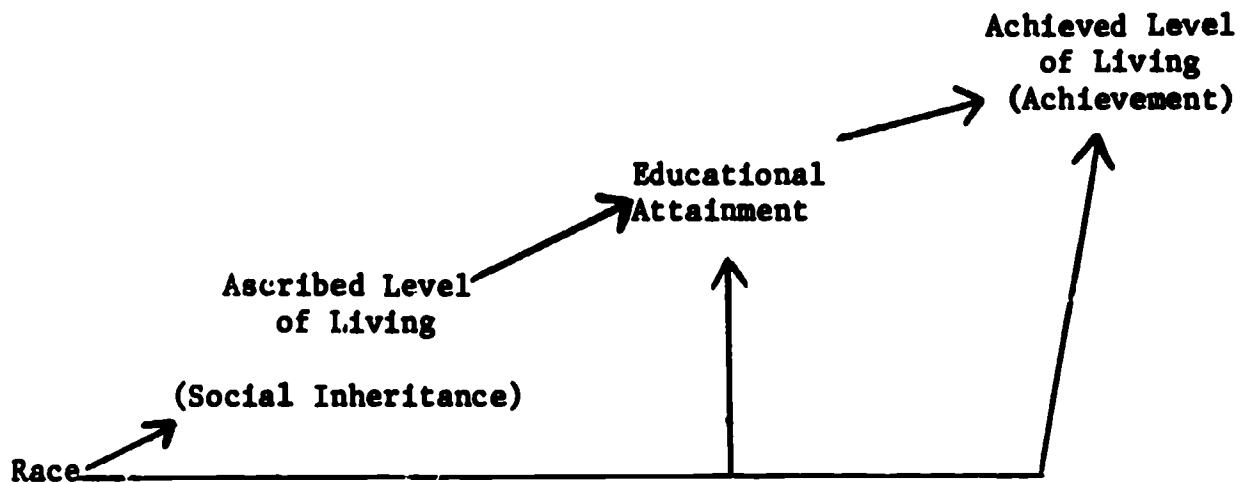 Achieved Level
of Living
(Achievement)
Educational
Attainment
Ascribed Level
of Living
(Social Inheritance)
Race